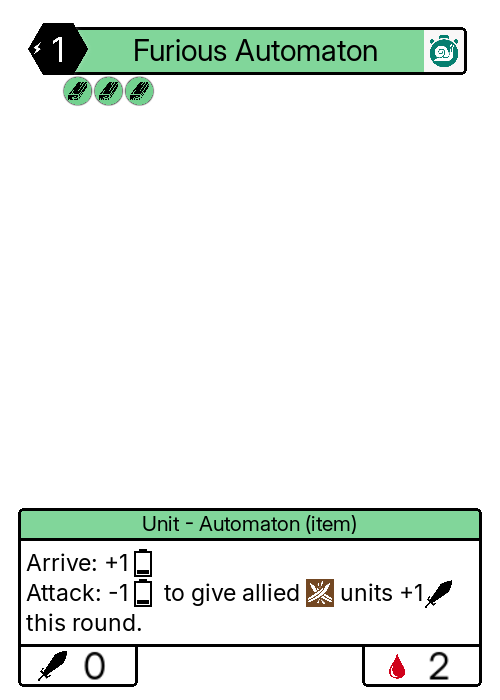 1 Furious Automaton
Unit - Automaton (item)
Arrive: +1
Attack: -1 to give allied units +1
this round.
0 2